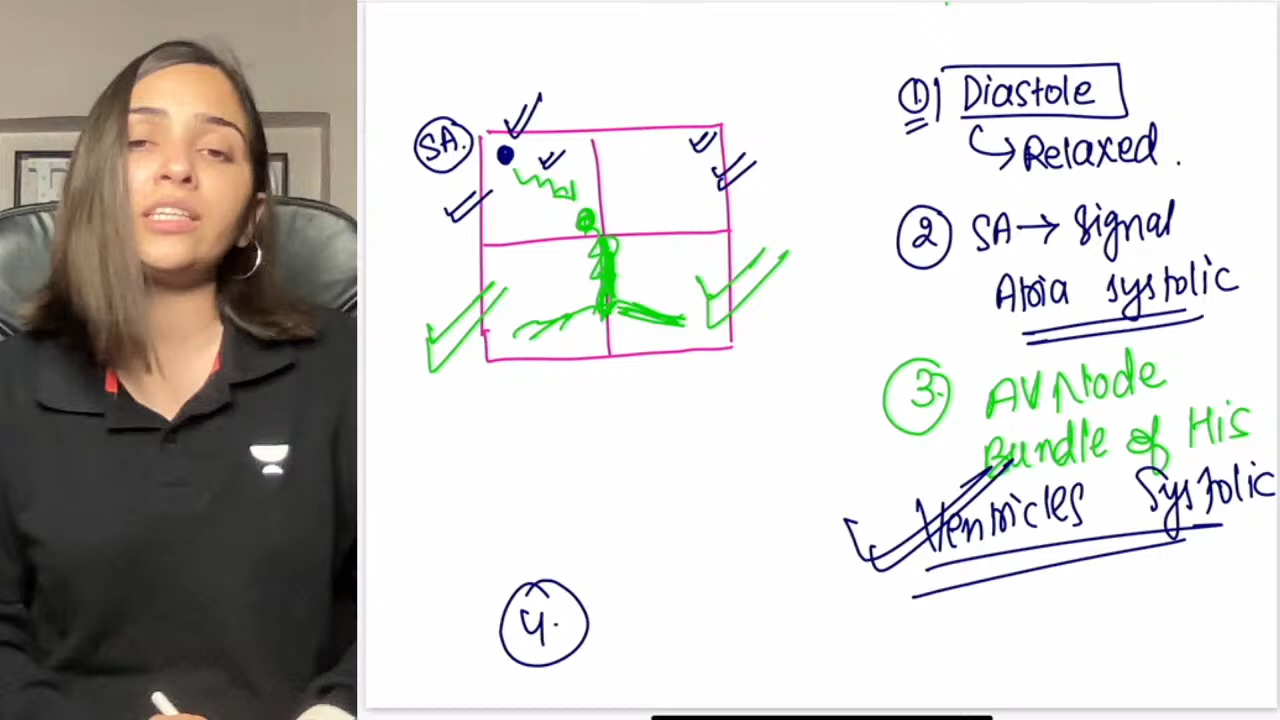 SA.
1. Diastole
↳ Relaxed.
2 SA → Signal
Atria systolic
3. AV Node
Bundle of His
Ventricles Systolic
4.